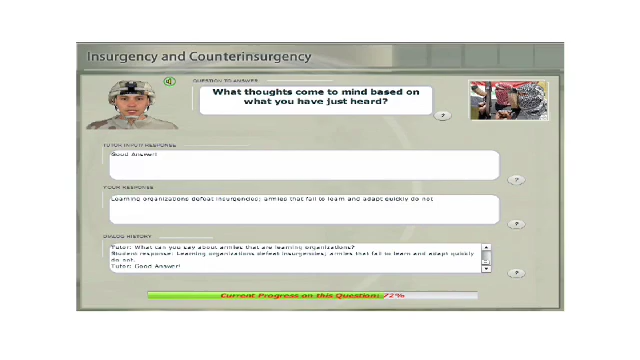 Insurgency and Counterinsurgency
QUESTION TO ANSWER
What thoughts come to mind based on
what you have just heard?
?
TUTOR INPUT/RESPONSE
Good Answer!
?
YOUR RESPONSE
Learning organizations defeat insurgencies; armies that fail to learn and adapt quickly do not
?
DIALOG HISTORY
Tutor: What can you say about armies that are learning organizations?
Student response: Learning organizations defeat insurgencies; armies that fail to learn and adapt quickly
do not.
Tutor: Good Answer!
?
Current Progress on this Question: 72%